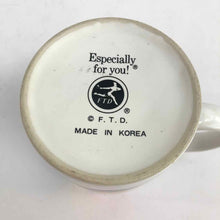 Especially
for you!®
FTD
®
© F. T. D.
MADE IN KOREA